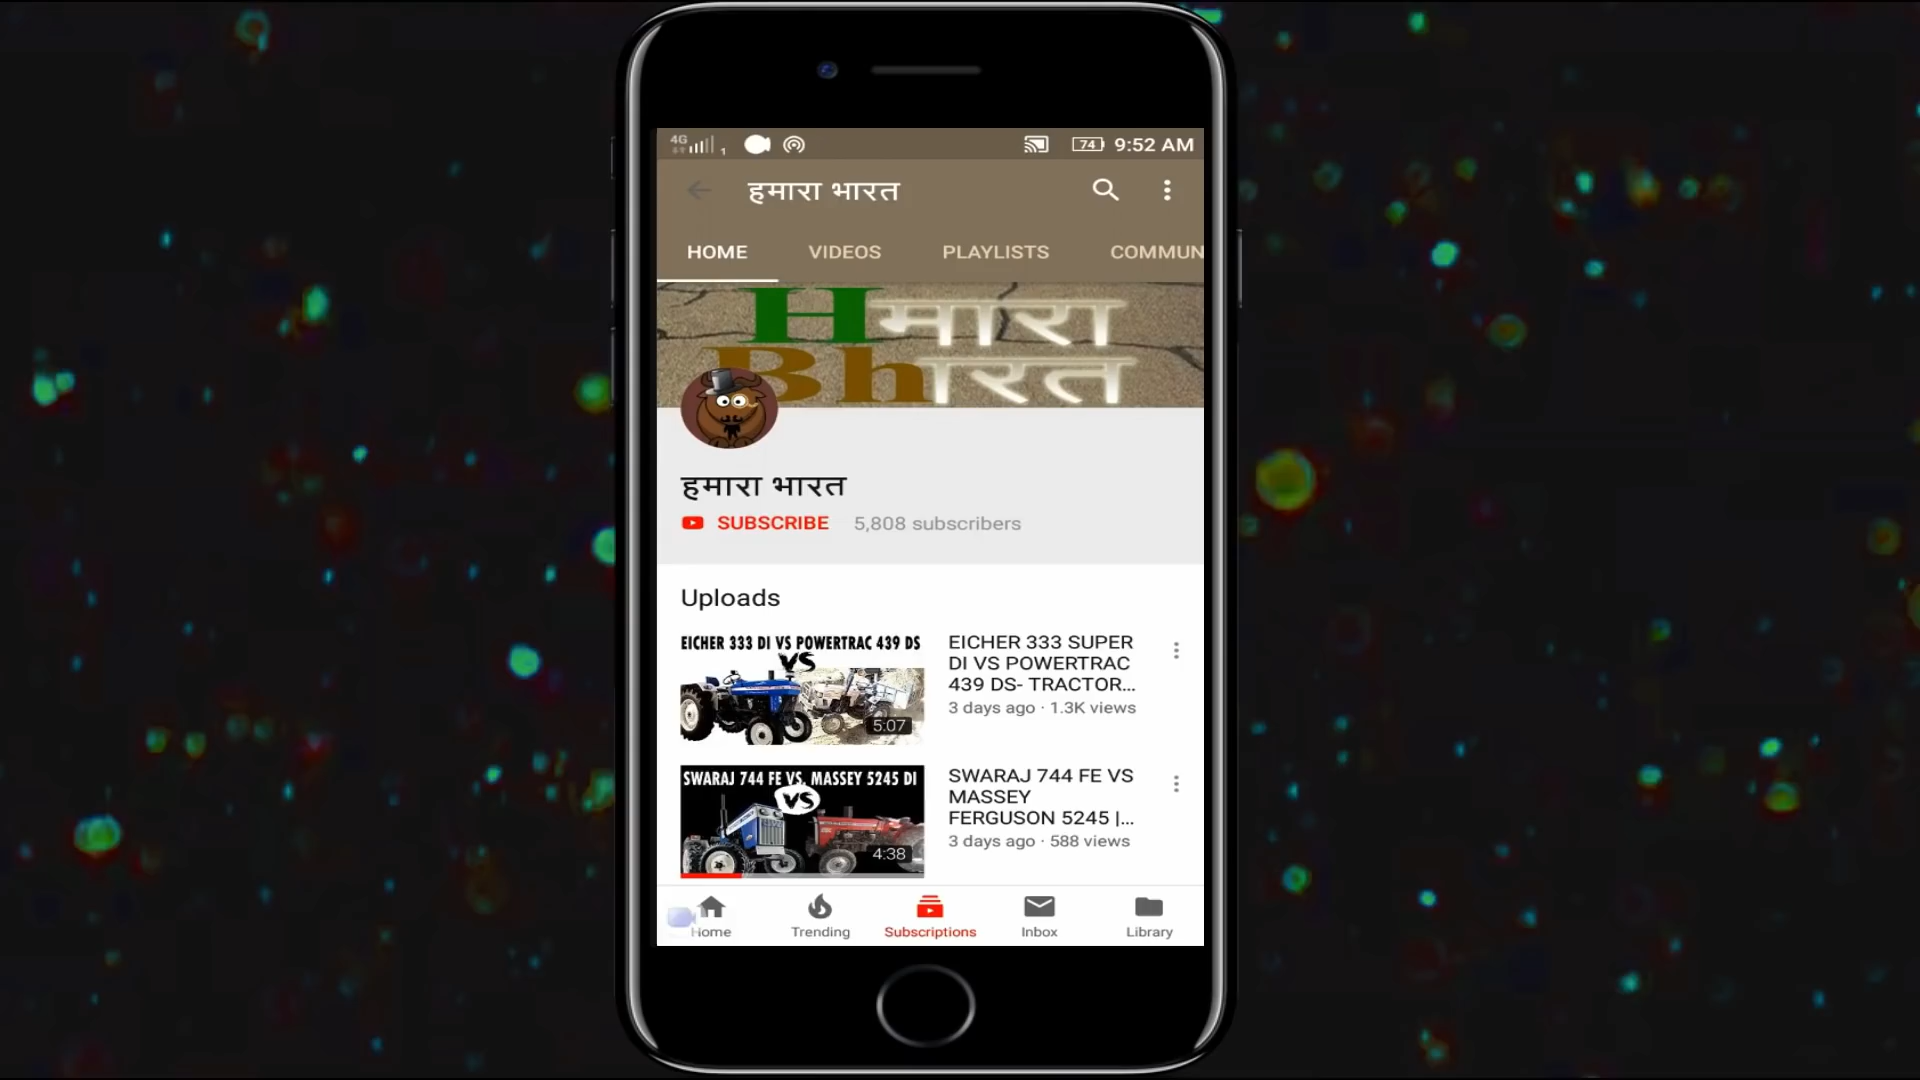 4G 1 74 9:52 AM
हमारा भारत
HOME VIDEOS PLAYLISTS COMMUN
Hमारा
Bhारत
हमारा भारत
SUBSCRIBE 5,808 subscribers
Uploads
EICHER 333 DI VS POWERTRAC 439 DS
VS
5:07
EICHER 333 SUPER
DI VS POWERTRAC
439 DS- TRACTOR...
3 days ago · 1.3K views
SWARAJ 744 FE VS. MASSEY 5245 DI
VS
4:38
SWARAJ 744 FE VS
MASSEY
FERGUSON 5245 |...
3 days ago · 588 views
Home Trending Subscriptions Inbox Library